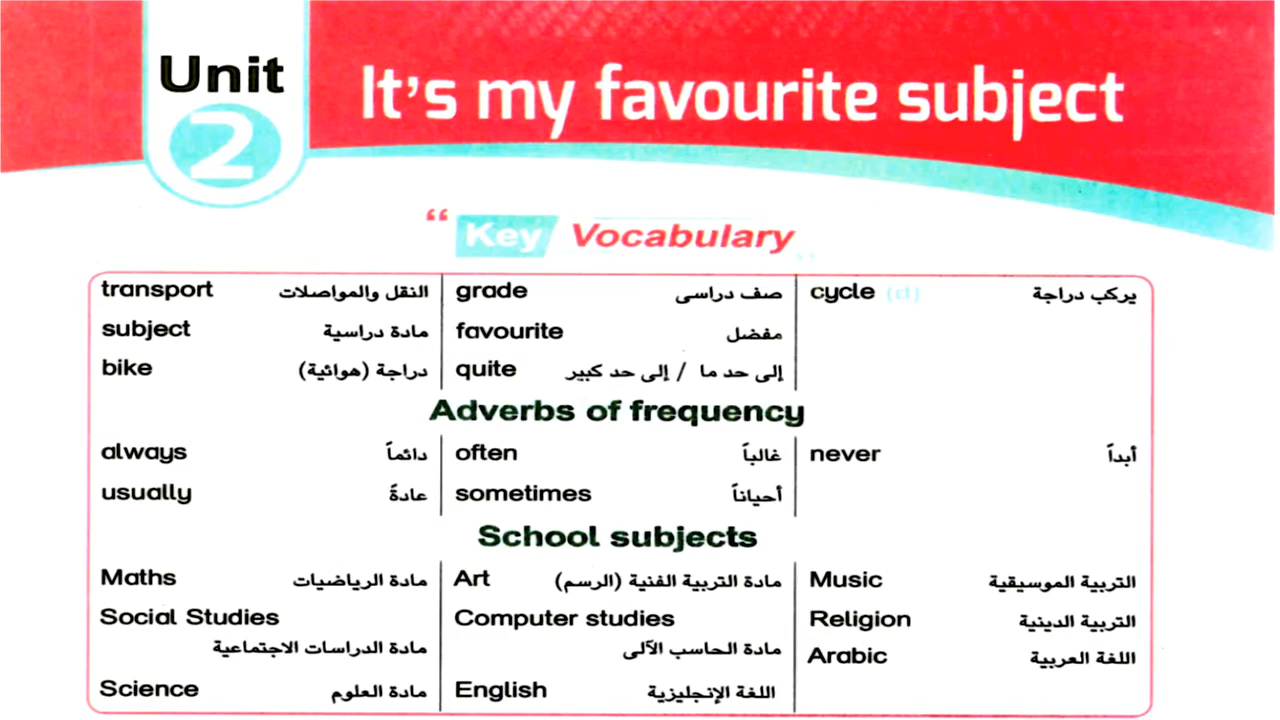 Unit
2
It's my favourite subject
“ Key Vocabulary ”
transport النقل والمواصلات grade صف دراسى cycle (d) يركب دراجة
subject مادة دراسية favourite مفضل
bike دراجة (هوائية) quite إلى حد ما / إلى حد كبير
Adverbs of frequency
always دائماً often غالباً never أبداً
usually عادةً sometimes أحياناً
School subjects
Maths مادة الرياضيات Art مادة التربية الفنية (الرسم) Music التربية الموسيقية
Social Studies Computer studies Religion التربية الدينية
مادة الدراسات الاجتماعية مادة الحاسب الآلى Arabic اللغة العربية
Science مادة العلوم English اللغة الإنجليزية